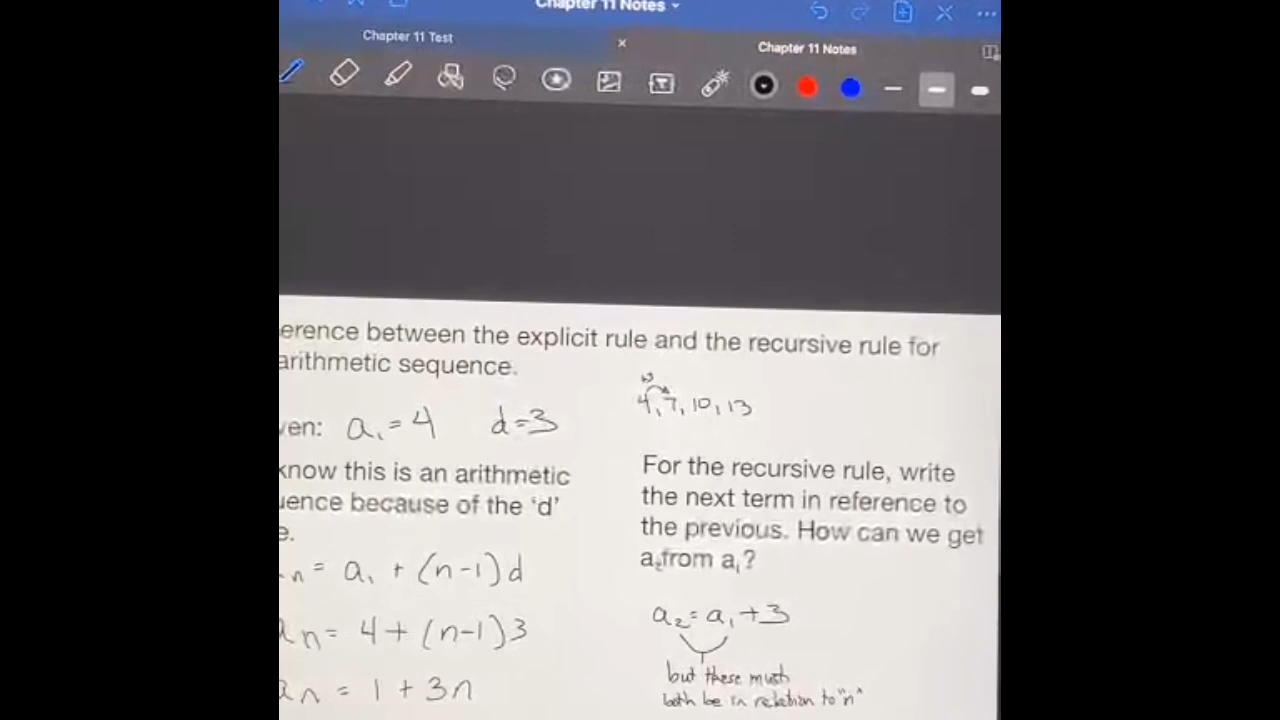 Chapter 11 Notes
Chapter 11 Test
Chapter 11 Notes
erence between the explicit rule and the recursive rule for
arithmetic sequence.
4, 7, 10, 13
ven: a₁ = 4 d = 3
know this is an arithmetic
uence because of the ‘d’
e.
n = a₁ + (n-1)d
an = 4 + (n-1)3
an = 1 + 3n
For the recursive rule, write
the next term in reference to
the previous. How can we get
a₂from a₁?
a₂ = a₁ + 3
but these must
both be in relation to "n"